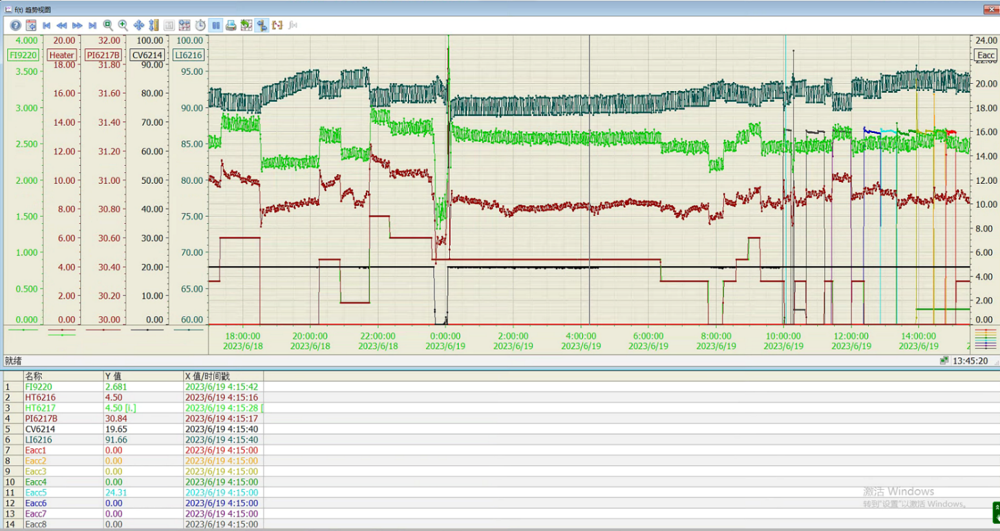 f(t) 趋势视图
4.000 20.00 32.00 100.00 100.00 24.00
FI9220 Heater PI6217B CV6214 LI6216 Eacc
3.500 18.00 31.80 90.00 95.00
16.00 31.60 80.00 20.00
3.000 14.00 31.40 70.00 90.00 18.00
2.500 12.00 31.20 60.00 85.00 16.00
14.00
2.000 10.00 31.00 50.00 80.00 12.00
1.500 8.00 30.80 40.00 75.00 10.00
8.00
1.000 6.00 30.60 30.00 70.00 6.00
4.00 30.40 20.00 4.00
0.500 2.00 30.20 10.00 65.00 2.00
0.000 0.00 30.00 0.00 60.00 0.00
18:00:00 20:00:00 22:00:00 0:00:00 2:00:00 4:00:00 6:00:00 8:00:00 10:00:00 12:00:00 14:00:00
2023/6/18 2023/6/18 2023/6/18 2023/6/19 2023/6/19 2023/6/19 2023/6/19 2023/6/19 2023/6/19 2023/6/19 2023/6/19
就绪 13:45:20
名称 Y 值 X 值/时间戳
1 FI9220 2.681 2023/6/19 4:15:42
2 HT6216 4.50 2023/6/19 4:15:16
3 HT6217 4.50 [i.] 2023/6/19 4:15:28 [
4 PI6217B 30.84 2023/6/19 4:15:17
5 CV6214 19.65 2023/6/19 4:15:40
6 LI6216 91.66 2023/6/19 4:15:40
7 Eacc1 0.00 2023/6/19 4:15:00
8 Eacc2 0.00 2023/6/19 4:15:00
9 Eacc3 0.00 2023/6/19 4:15:00
10 Eacc4 0.00 2023/6/19 4:15:00
11 Eacc5 24.31 2023/6/19 4:15:00
12 Eacc6 0.00 2023/6/19 4:15:00
13 Eacc7 0.00 2023/6/19 4:15:00
14 Eacc8 0.00 2023/6/19 4:15:00
激活 Windows
转到"设置"以激活 Windows。